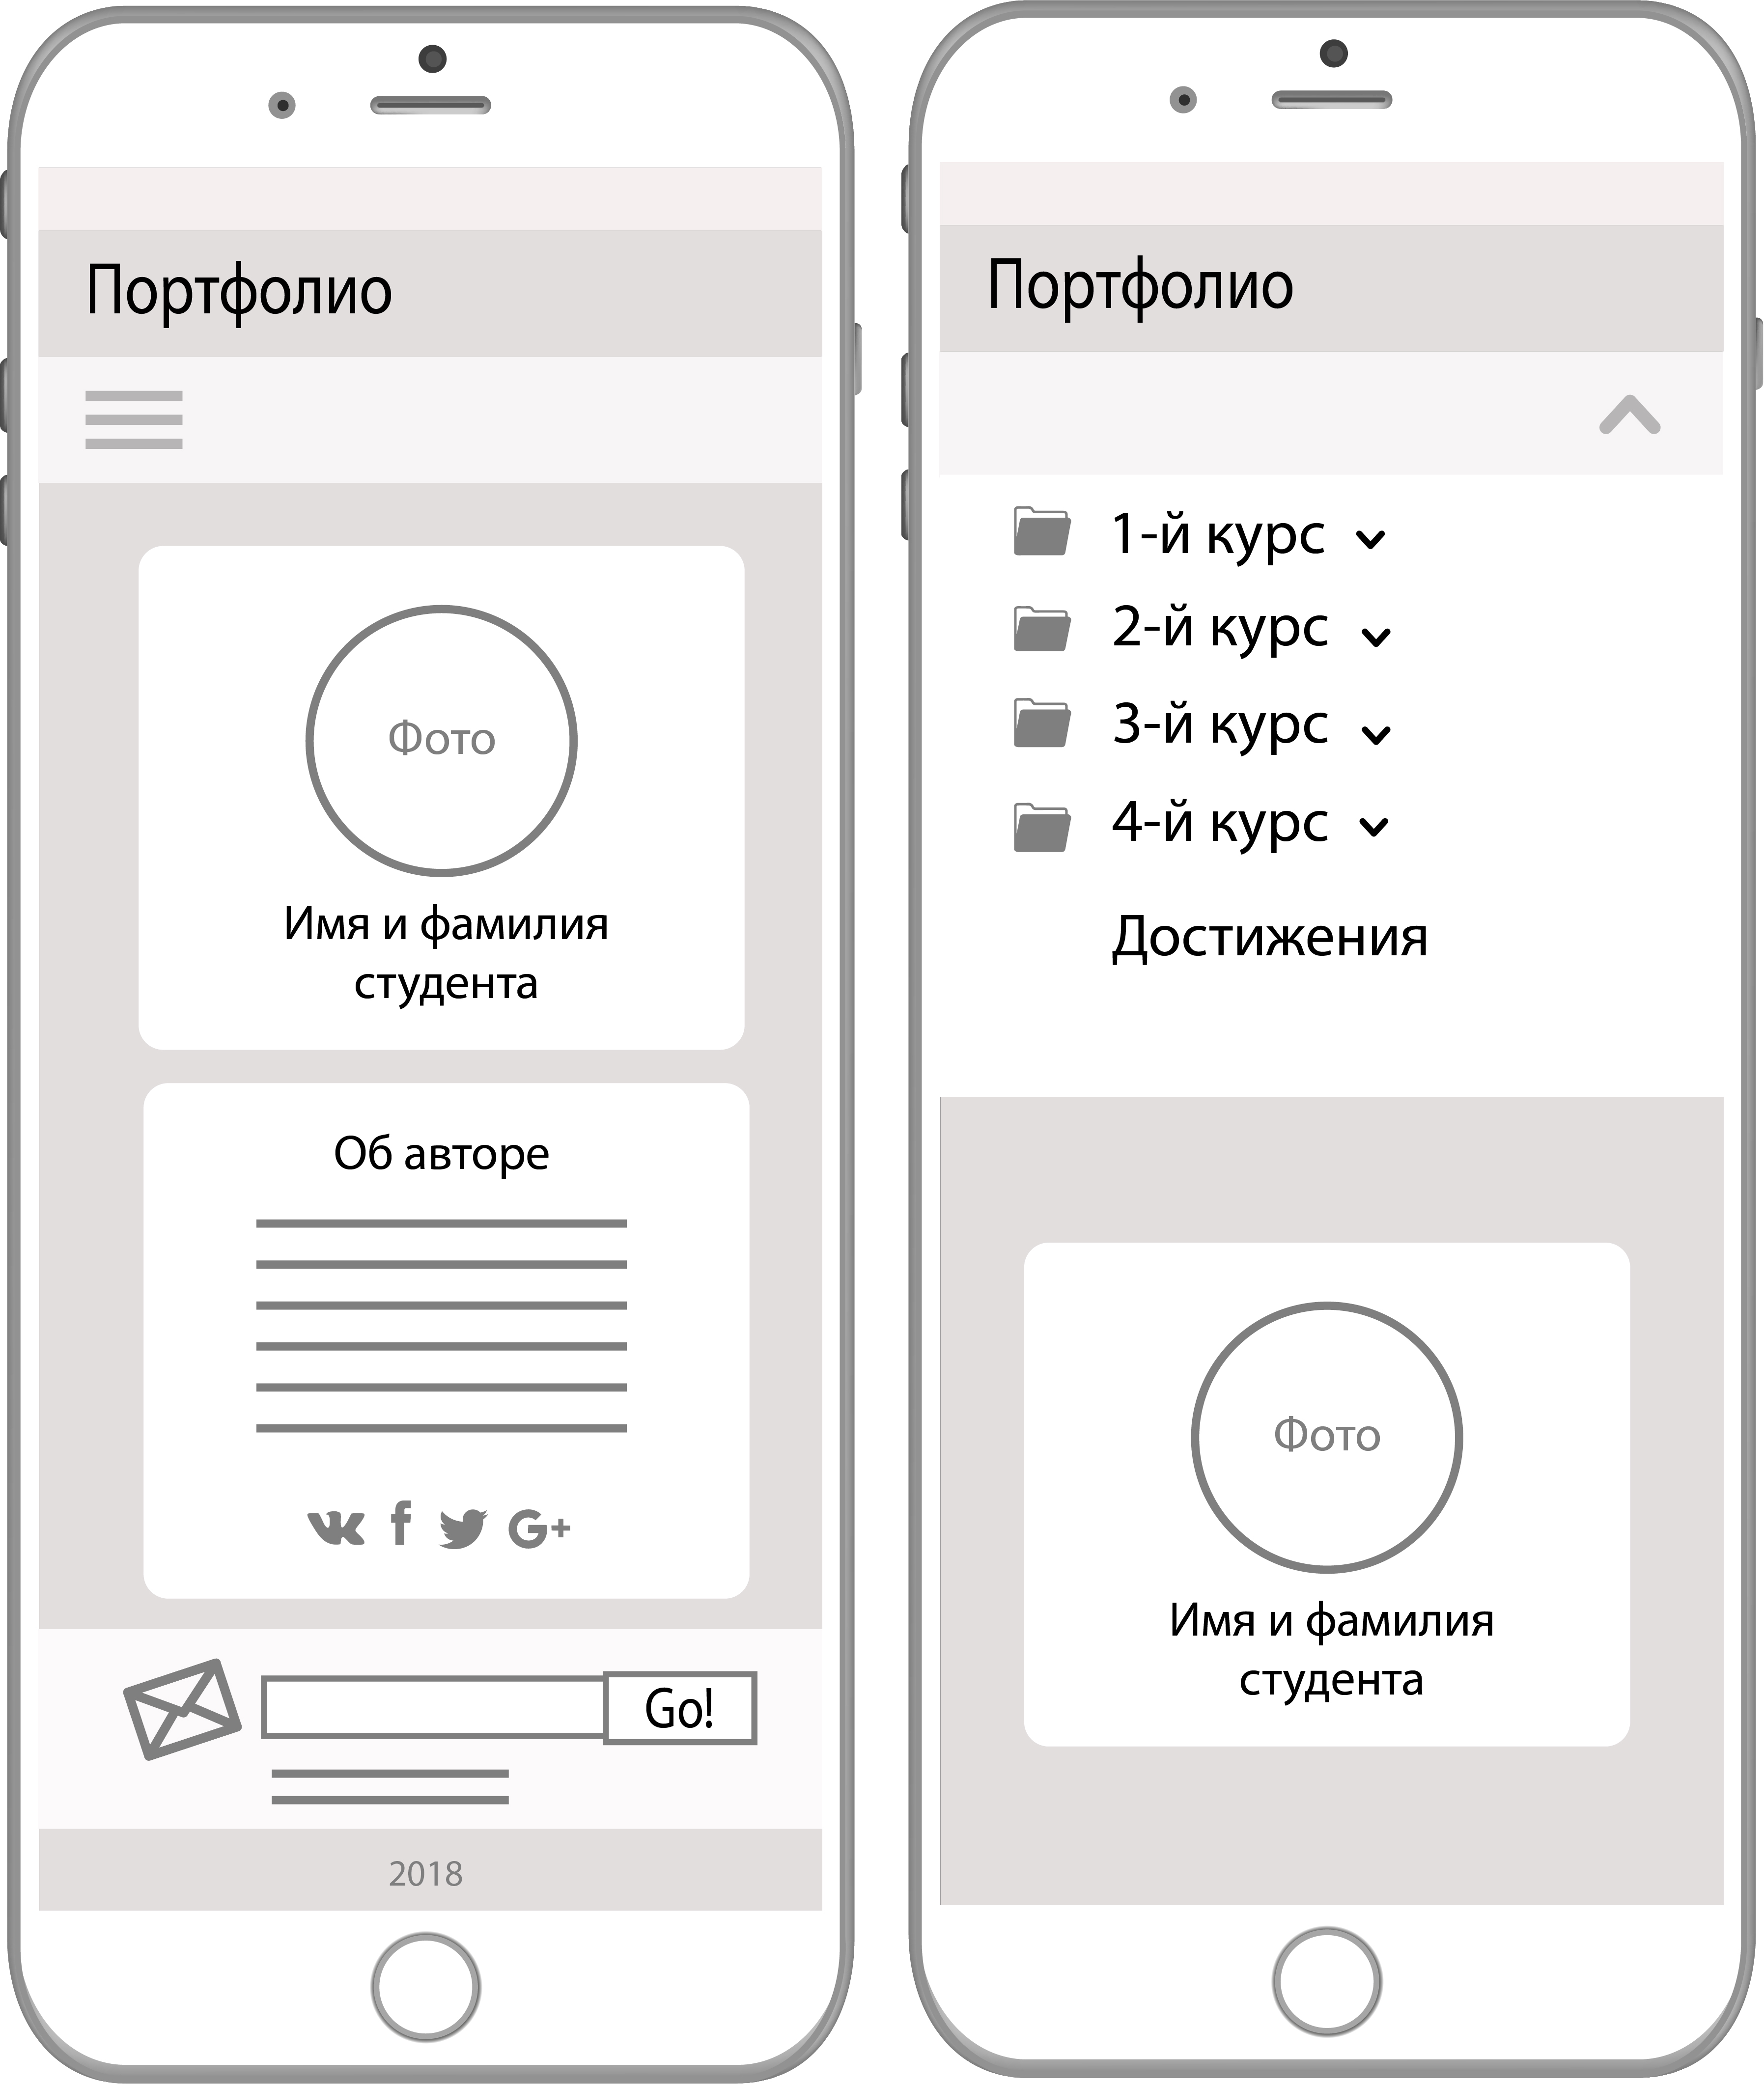 Портфолио
Фото
Имя и фамилия
студента
Об авторе
Go!
2018
Портфолио
1-й курс
2-й курс
3-й курс
4-й курс
Достижения
Фото
Имя и фамилия
студента